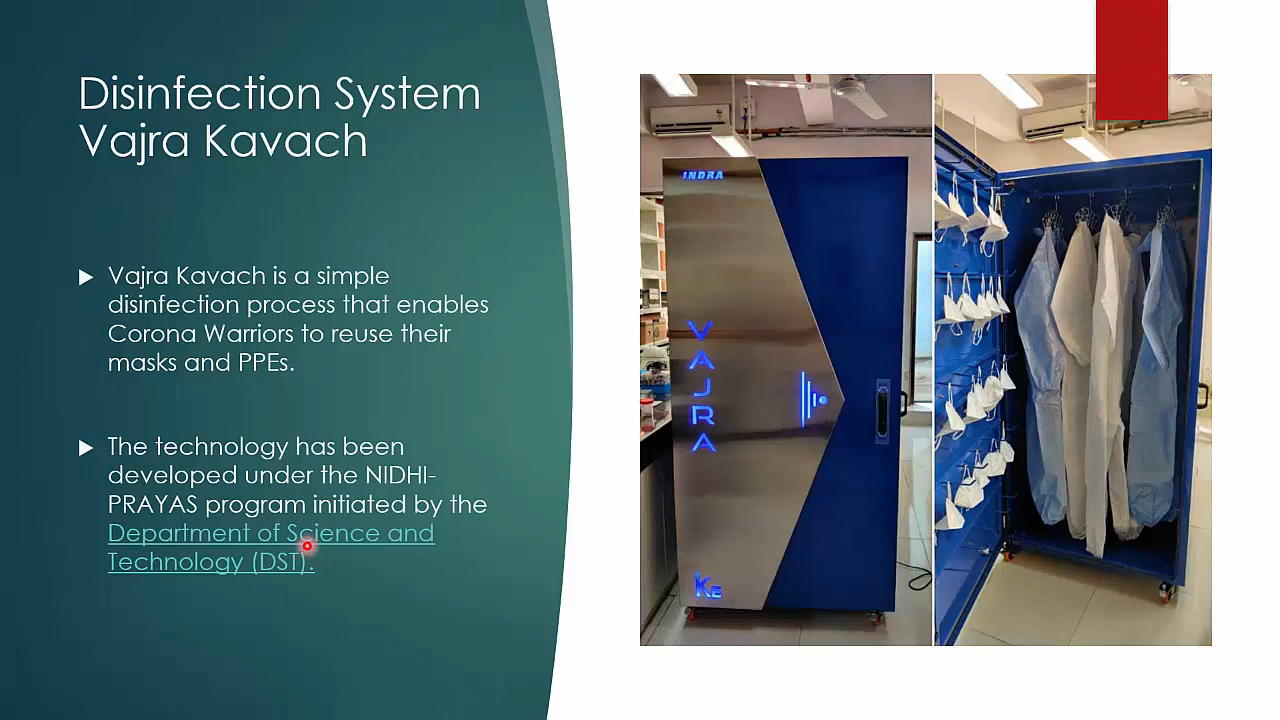 Disinfection System
Vajra Kavach
Vajra Kavach is a simple
disinfection process that enables
Corona Warriors to reuse their
masks and PPEs.
The technology has been
developed under the NIDHI-
PRAYAS program initiated by the
Department of Science and
Technology (DST).
INDRA
VAJRA
KE